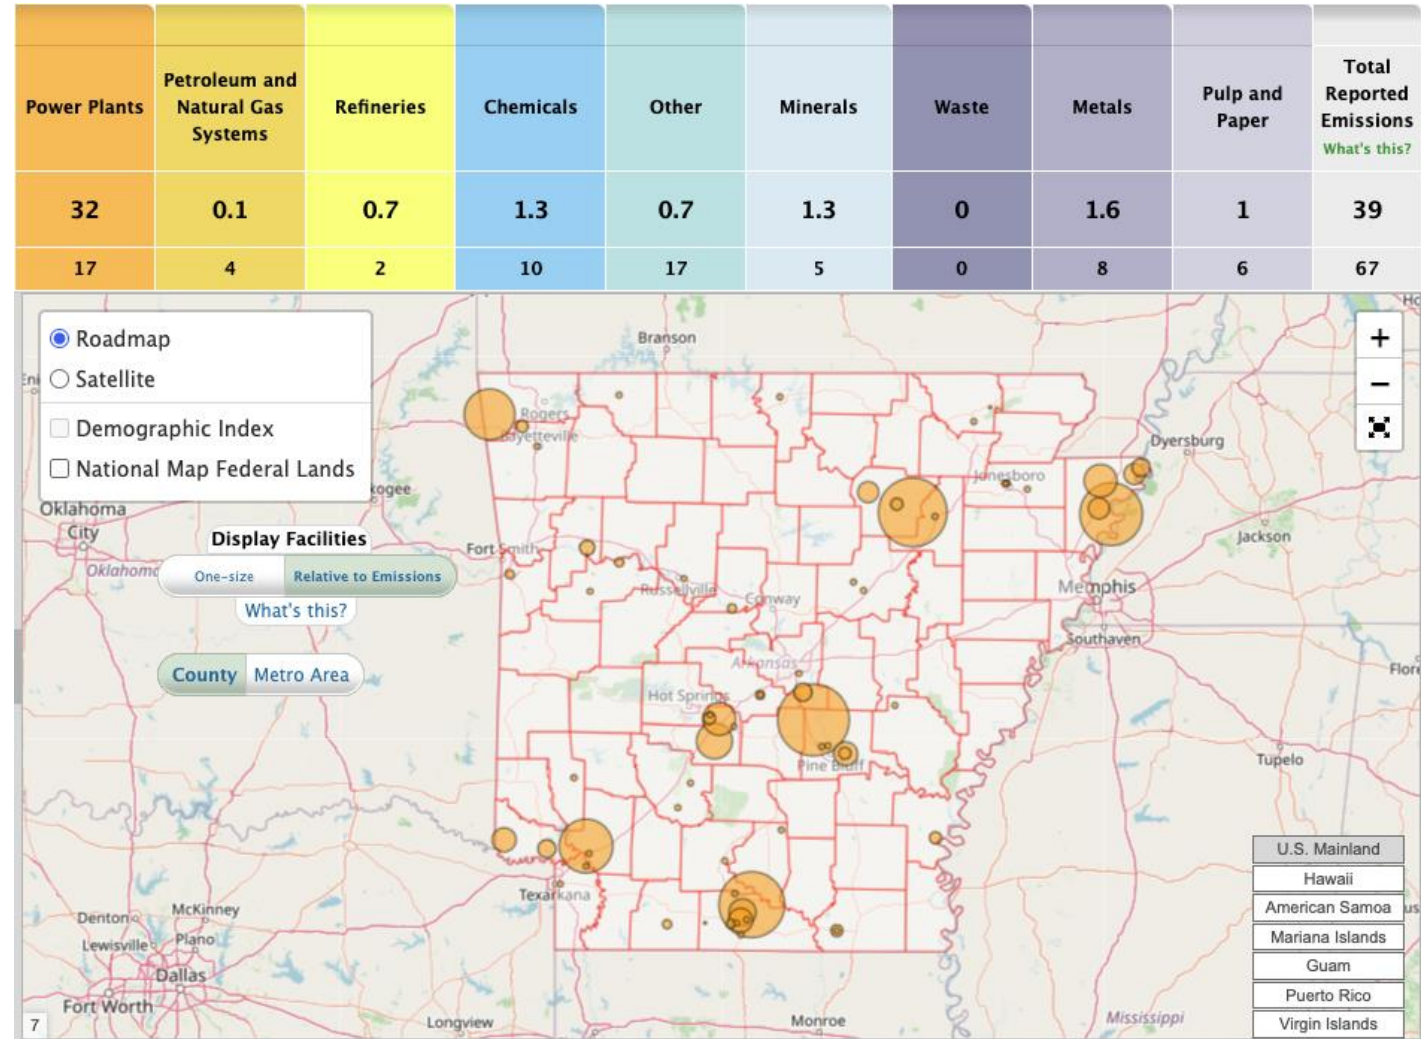 Power Plants
Petroleum and
Natural Gas
Systems
Refineries
Chemicals
Other
Minerals
Waste
Metals
Pulp and
Paper
Total
Reported
Emissions
What's this?
32 0.1 0.7 1.3 0.7 1.3 0 1.6 1 39
17 4 2 10 17 5 0 8 6 67
Roadmap
Satellite
Demographic Index
National Map Federal Lands
Branson
+
−
Rogers
Fayetteville
Dyersburg
Jonesboro
kogee
Oklahoma
City
Oklahoma
Display Facilities
One-size
Relative to Emissions
What's this?
Fort Smith
Jackson
Russellville
Conway
Memphis
Southaven
County
Metro Area
Arkansas
Hot Springs
Flore
Pine Bluff
Tupelo
Texarkana
U.S. Mainland
Hawaii
American Samoa
Mariana Islands
Guam
Puerto Rico
Virgin Islands
McKinney
Denton
Lewisville
Plano
Dallas
Fort Worth
7
Longview
Monroe
Mississippi